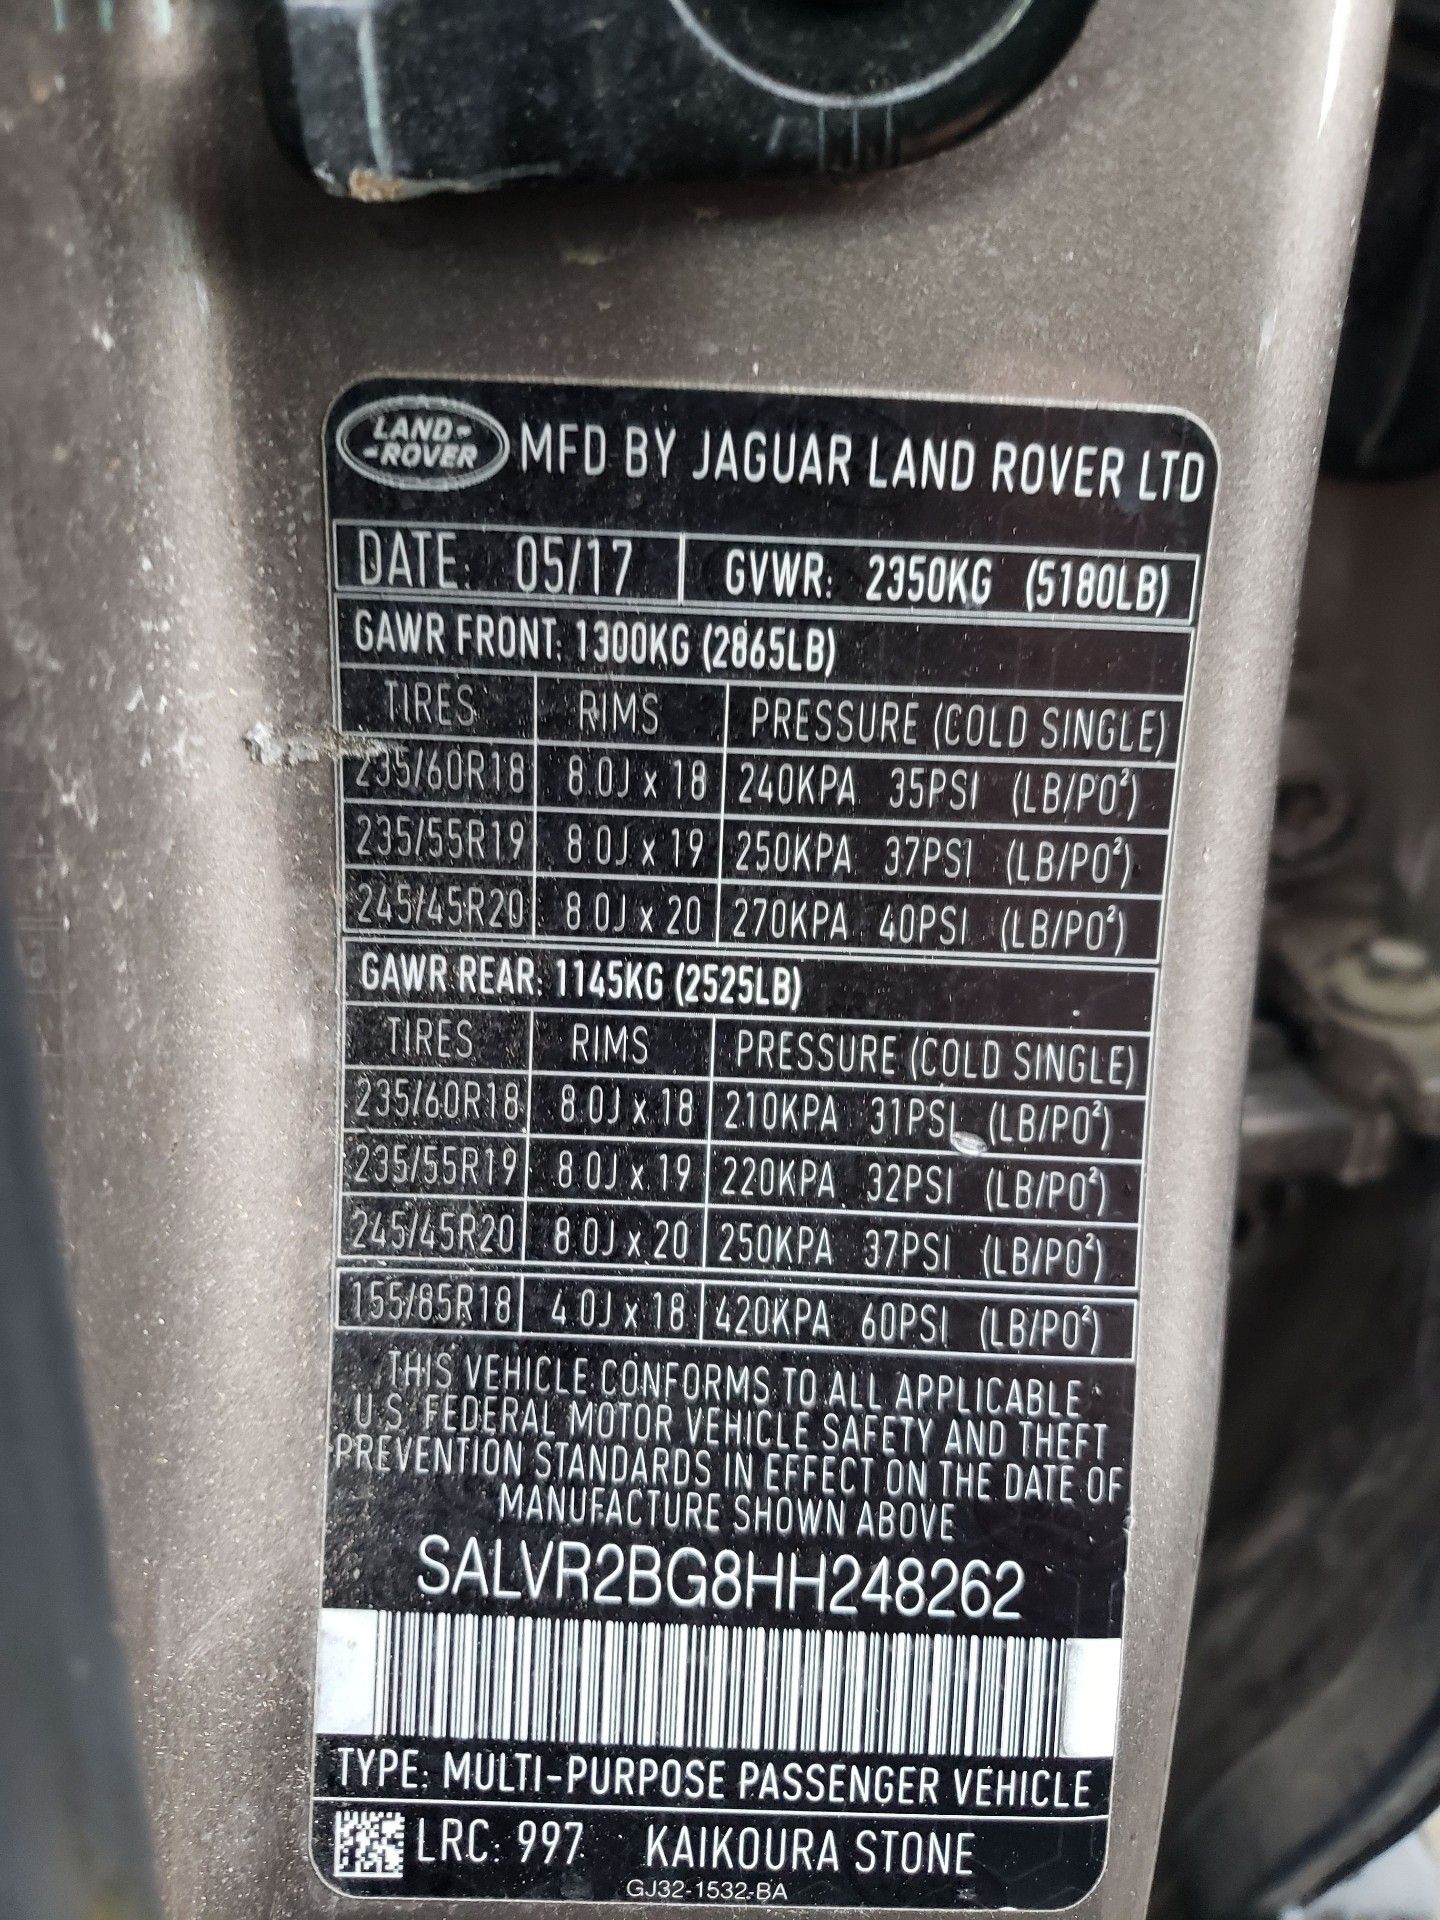 LAND-
-ROVER
MFD BY JAGUAR LAND ROVER LTD
DATE: 05/17 GVWR: 2350KG (5180LB)
GAWR FRONT: 1300KG (2865LB)
TIRES RIMS PRESSURE (COLD SINGLE)
235/60R18 8.0J x 18 240KPA 35PSI (LB/PO²)
235/55R19 8.0J x 19 250KPA 37PSI (LB/PO²)
245/45R20 8.0J x 20 270KPA 40PSI (LB/PO²)
GAWR REAR: 1145KG (2525LB)
TIRES RIMS PRESSURE (COLD SINGLE)
235/60R18 8.0J x 18 210KPA 31PSI (LB/PO²)
235/55R19 8.0J x 19 220KPA 32PSI (LB/PO²)
245/45R20 8.0J x 20 250KPA 37PSI (LB/PO²)
155/85R18 4.0J x 18 420KPA 60PSI (LB/PO²)
THIS VEHICLE CONFORMS TO ALL APPLICABLE
U.S. FEDERAL MOTOR VEHICLE SAFETY AND THEFT
PREVENTION STANDARDS IN EFFECT ON THE DATE OF
MANUFACTURE SHOWN ABOVE
SALVR2BG8HH248262
TYPE: MULTI-PURPOSE PASSENGER VEHICLE
LRC: 997 KAIKOURA STONE
GJ32-1532-BA